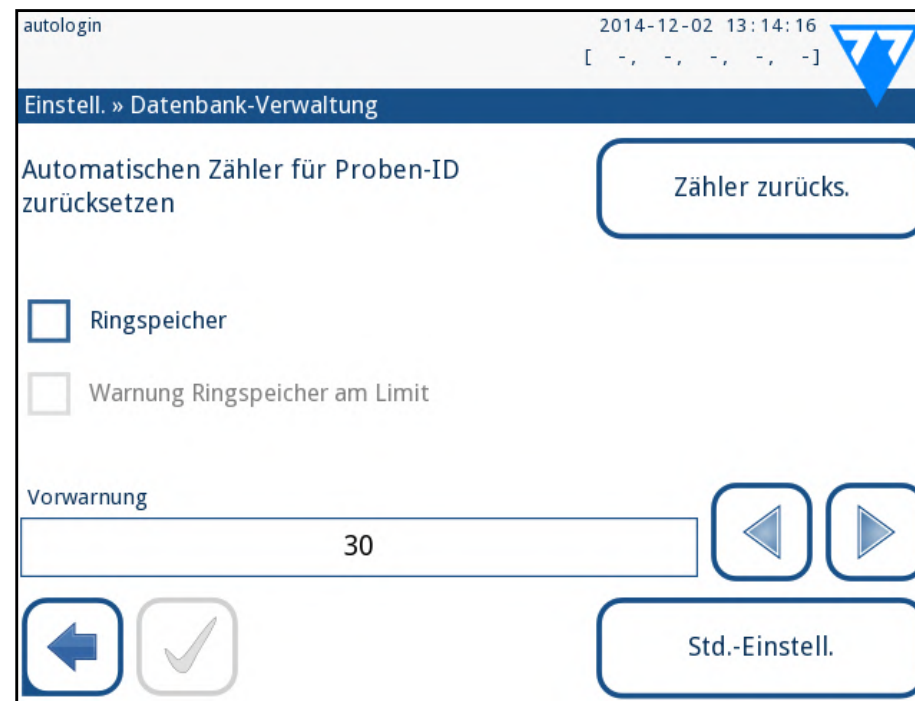 autologin
2014-12-02 13:14:16
[ -, -, -, -, -]
Einstell. » Datenbank-Verwaltung
Automatischen Zähler für Proben-ID
zurücksetzen
Zähler zurücks.
Ringspeicher
Warnung Ringspeicher am Limit
Vorwarnung
30
Std.-Einstell.